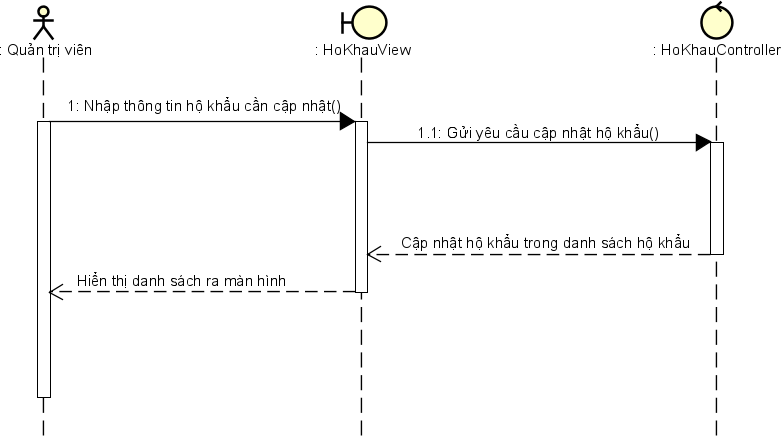 : Quản trị viên
: HoKhauView
: HoKhauController
1: Nhập thông tin hộ khẩu cần cập nhật()
1.1: Gửi yêu cầu cập nhật hộ khẩu()
Cập nhật hộ khẩu trong danh sách hộ khẩu
Hiển thị danh sách ra màn hình